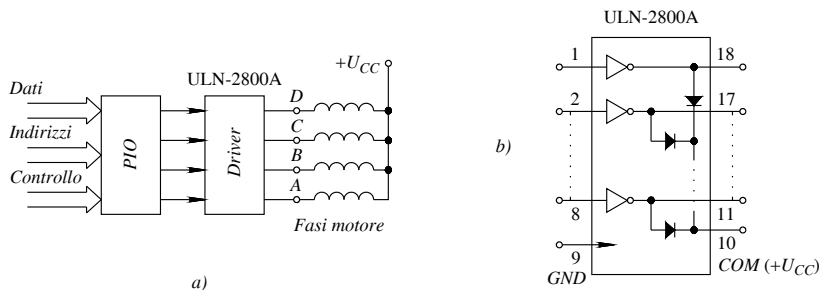 ULN-2800A
+U_CC
Dati
Indirizzi
Controllo
PIO
Driver
D
C
B
A
Fasi motore
a)
ULN-2800A
b)
1
18
2
17
8
11
10
9
GND
COM (+U_CC)